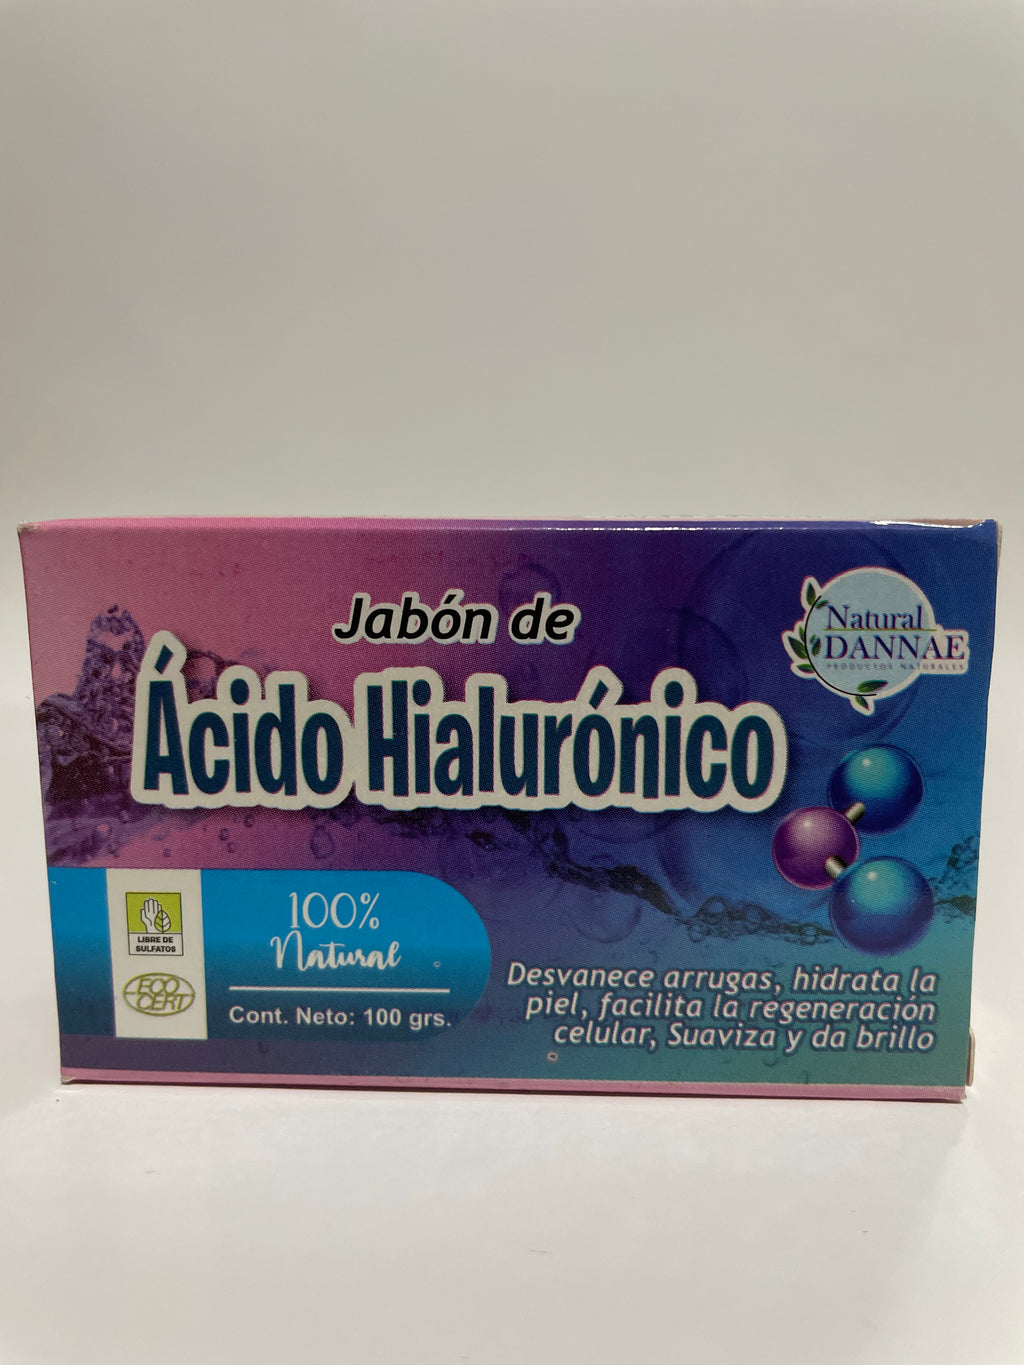 Jabón de
Ácido Hialurónico
Natural
DANNAE
PRODUCTOS NATURALES
LIBRE DE
SULFATOS
ECO
CERT
100%
Natural
Cont. Neto: 100 grs.
Desvanece arrugas, hidrata la
piel, facilita la regeneración
celular, Suaviza y da brillo